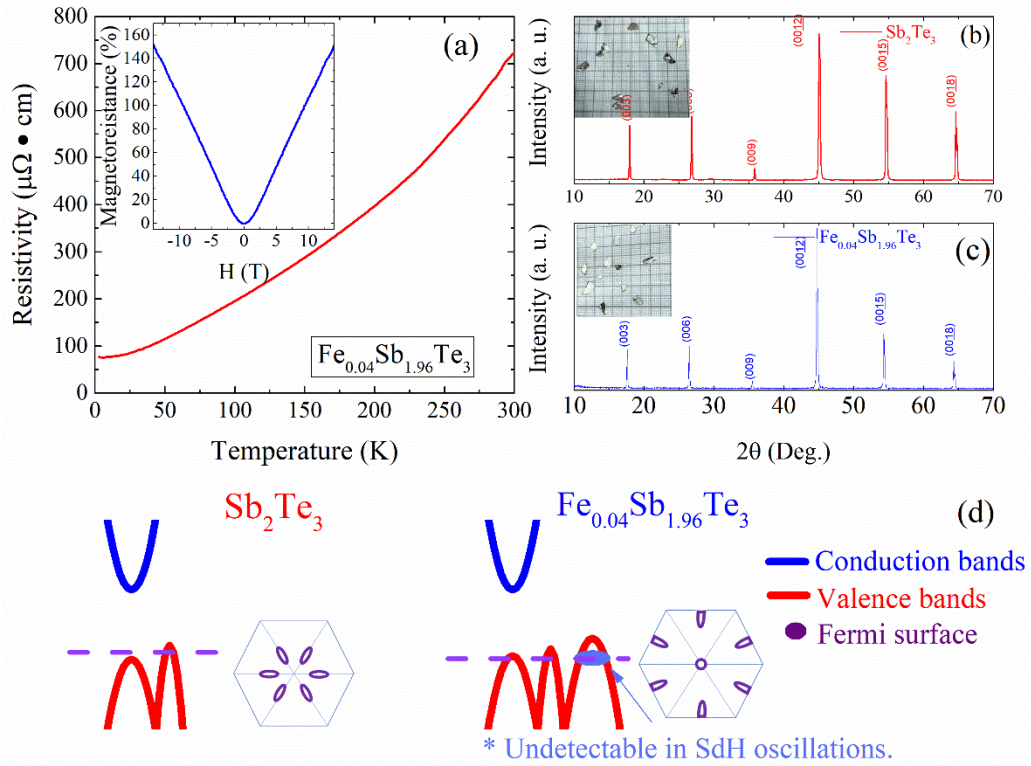 (a)
Magnetoreistance (%)
160
140
120
100
80
60
40
20
0
-10 -5 0 5 10
H (T)
Resistivity (μΩ • cm)
800
700
600
500
400
300
200
100
0
Fe0.04Sb1.96Te3
0 50 100 150 200 250 300
Temperature (K)
(b)
Sb2Te3
Intensity (a. u.)
(003)
(009)
(0012)
(0015)
(0018)
10 20 30 40 50 60 70
(c)
Fe0.04Sb1.96Te3
Intensity (a. u.)
(003)
(006)
(009)
(0012)
(0015)
(0018)
10 20 30 40 50 60 70
2θ (Deg.)
(d)
Sb2Te3
Fe0.04Sb1.96Te3
Conduction bands
Valence bands
Fermi surface
* Undetectable in SdH oscillations.